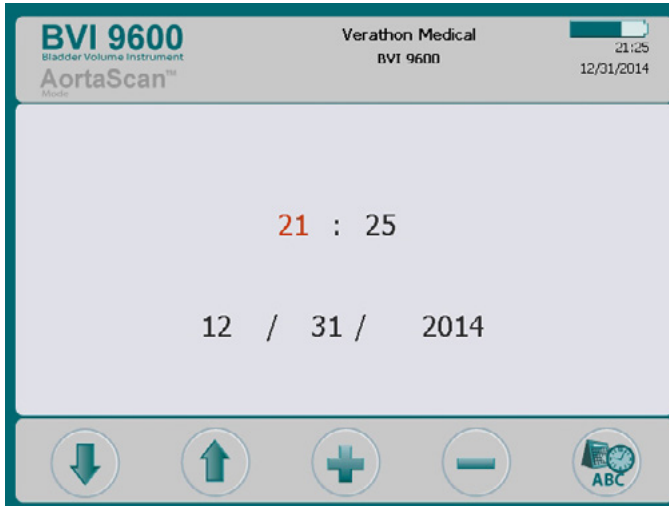 BVI 9600
Bladder Volume Instrument
AortaScan™
Mode
Verathon Medical
BVI 9600
21:25
12/31/2014
21 : 25
12 / 31 / 2014
ABC